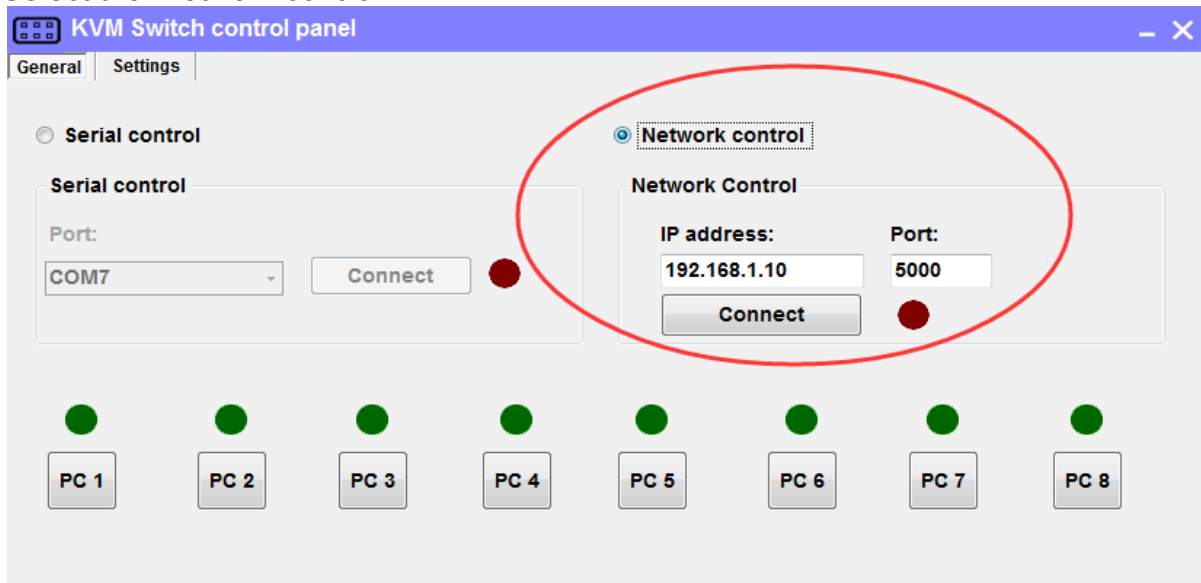 KVM Switch control panel
General Settings
Serial control
Network control
Serial control
Network Control
Port:
IP address: Port:
COM7
Connect
192.168.1.10 5000
Connect
PC 1 PC 2 PC 3 PC 4 PC 5 PC 6 PC 7 PC 8